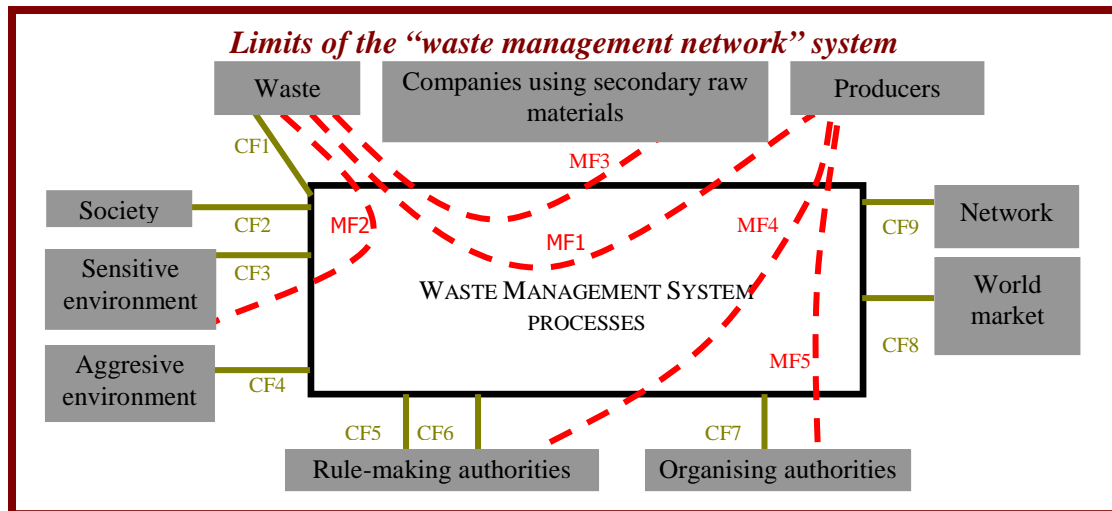 Limits of the “waste management network” system
Waste
Companies using secondary raw
materials
Producers
CF1
MF3
Society
CF2
MF2
MF4
Network
CF9
MF1
Sensitive
environment
CF3
WASTE MANAGEMENT SYSTEM
PROCESSES
World
market
CF8
Aggresive
environment
CF4
MF5
CF5
CF6
CF7
Rule-making authorities
Organising authorities